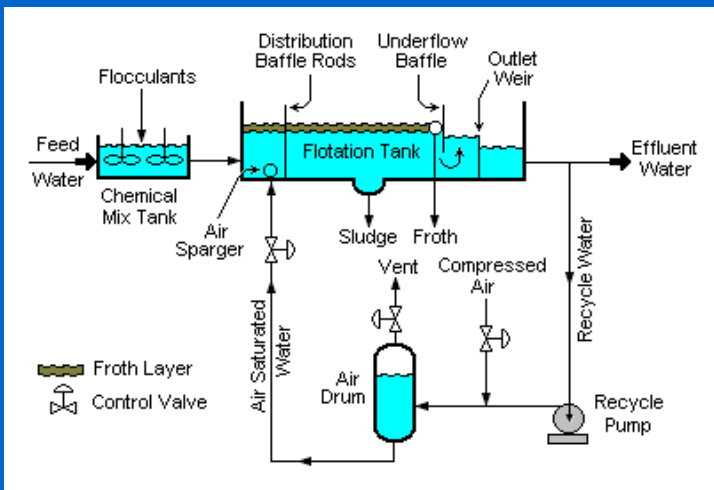 Distribution
Baffle Rods
Underflow
Baffle
Outlet
Weir
Flocculants
Feed
Water
Flotation Tank
Effluent
Water
Chemical
Mix Tank
Air
Sparger
Sludge
Froth
Vent
Compressed
Air
Recycle Water
Air Saturated
Water
Froth Layer
Control Valve
Air
Drum
Recycle
Pump